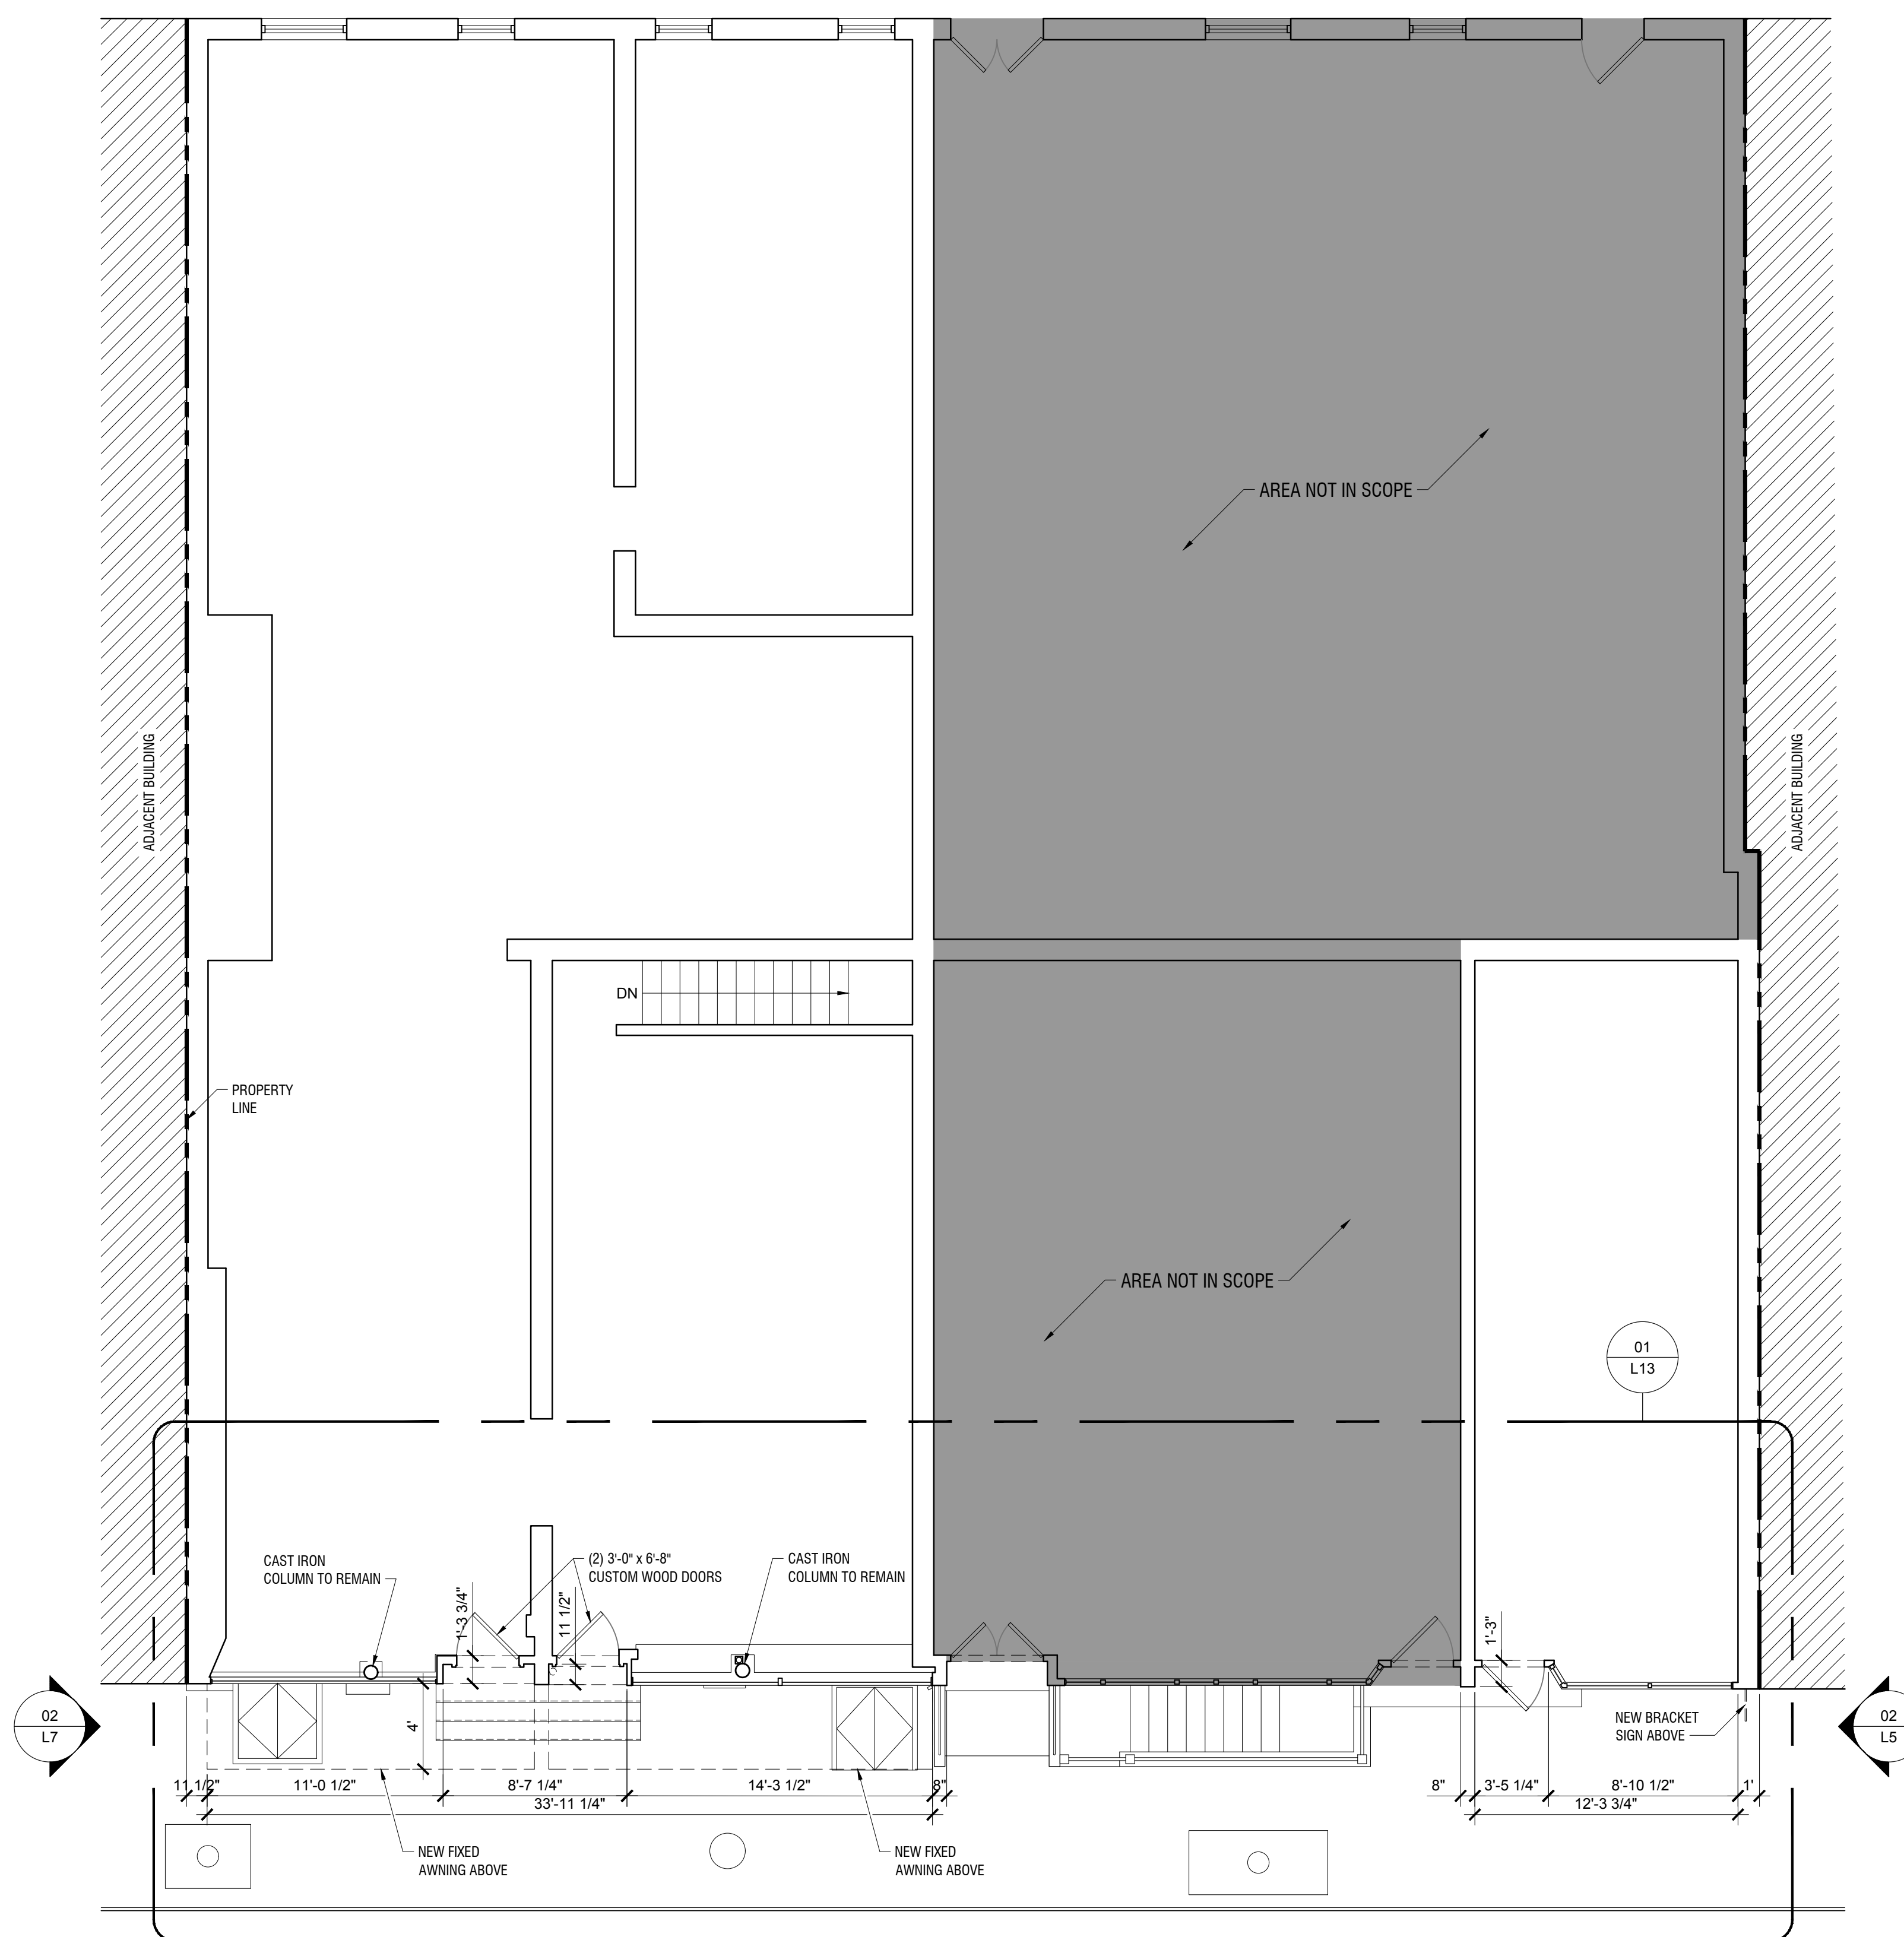 AREA NOT IN SCOPE
ADJACENT BUILDING
ADJACENT BUILDING
DN
PROPERTY
LINE
AREA NOT IN SCOPE
01
L13
CAST IRON
COLUMN TO REMAIN
(2) 3'-0" x 6'-8"
CUSTOM WOOD DOORS
CAST IRON
COLUMN TO REMAIN
1'-3 3/4"
11 1/2"
1'-3"
02
L7
4'
NEW BRACKET
SIGN ABOVE
02
L5
11 1/2"
11'-0 1/2"
8'-7 1/4"
14'-3 1/2"
8"
8"
3'-5 1/4"
8'-10 1/2"
1'
33'-11 1/4"
12'-3 3/4"
NEW FIXED
AWNING ABOVE
NEW FIXED
AWNING ABOVE